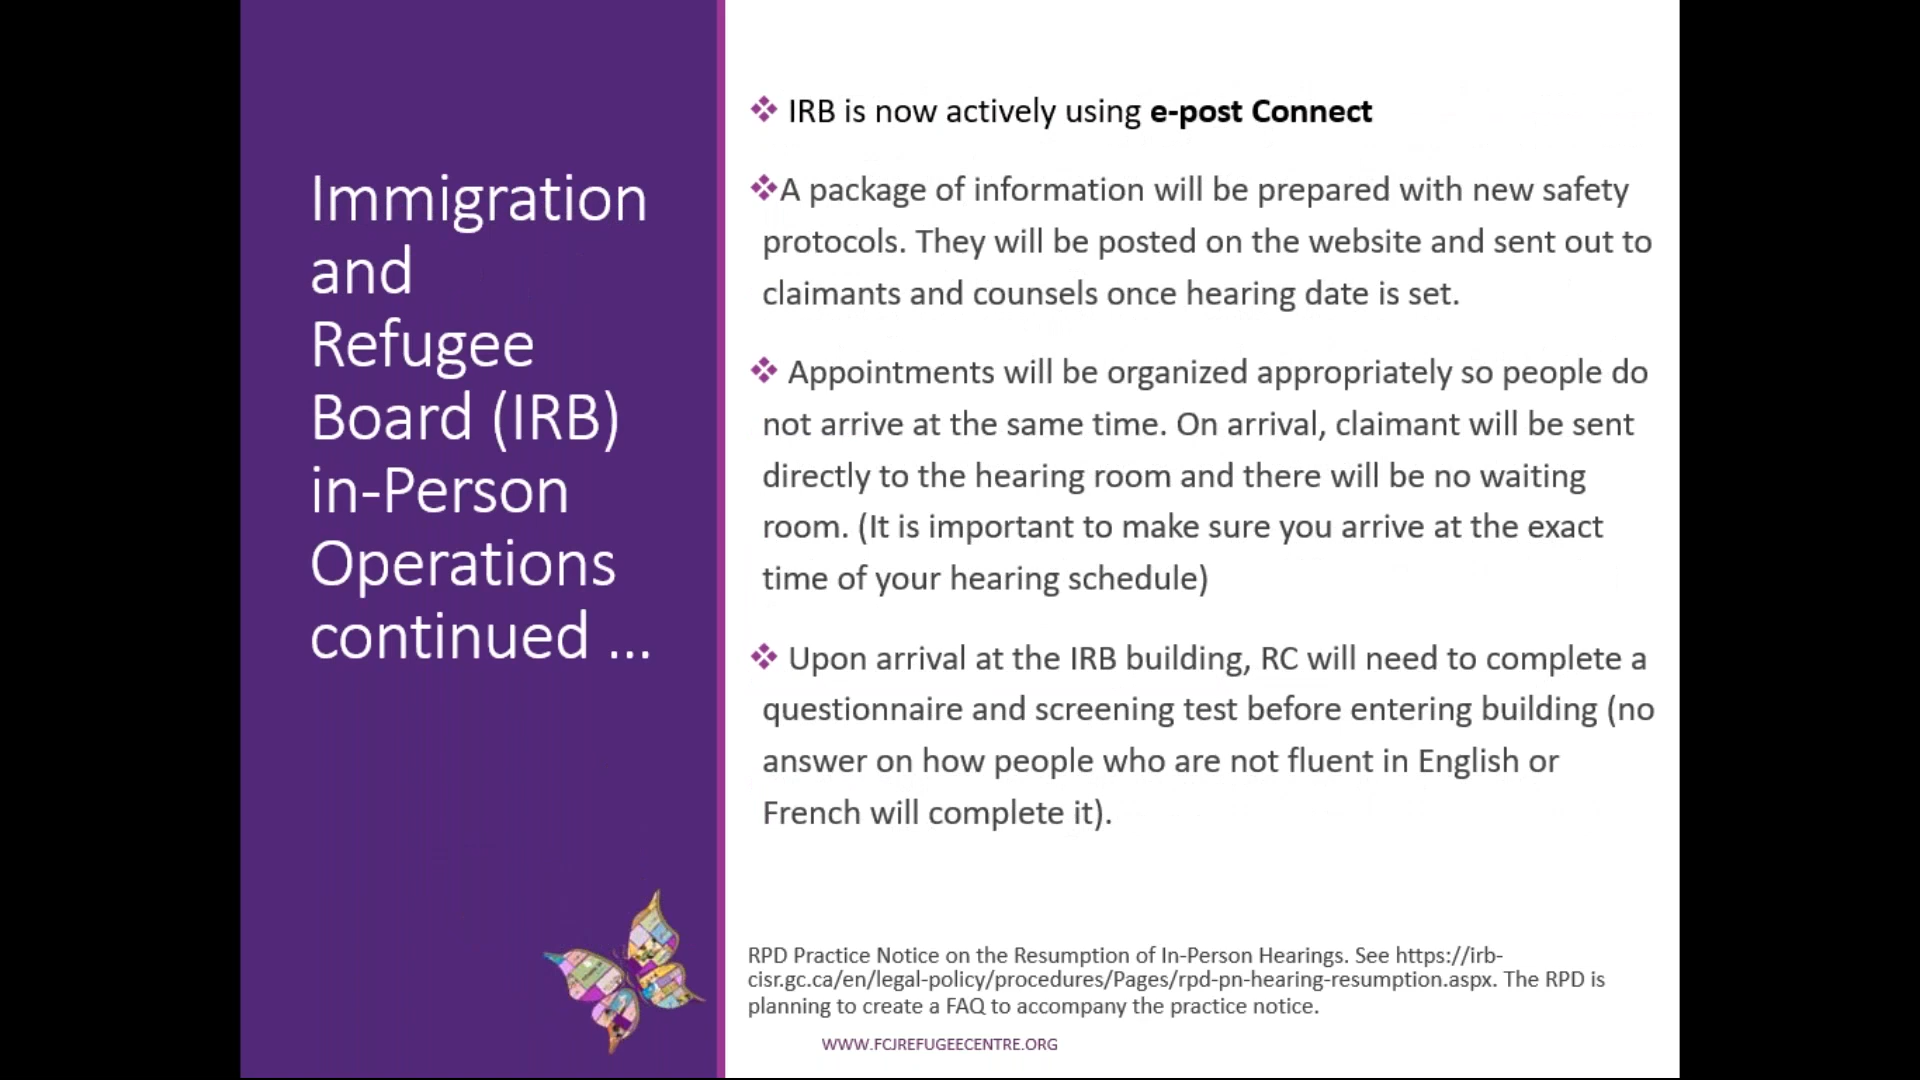 Immigration
and
Refugee
Board (IRB)
in-Person
Operations
continued ...
❖ IRB is now actively using e-post Connect
❖A package of information will be prepared with new safety
protocols. They will be posted on the website and sent out to
claimants and counsels once hearing date is set.
❖ Appointments will be organized appropriately so people do
not arrive at the same time. On arrival, claimant will be sent
directly to the hearing room and there will be no waiting
room. (It is important to make sure you arrive at the exact
time of your hearing schedule)
❖ Upon arrival at the IRB building, RC will need to complete a
questionnaire and screening test before entering building (no
answer on how people who are not fluent in English or
French will complete it).
RPD Practice Notice on the Resumption of In-Person Hearings. See https://irb-
cisr.gc.ca/en/legal-policy/procedures/Pages/rpd-pn-hearing-resumption.aspx. The RPD is
planning to create a FAQ to accompany the practice notice.
WWW.FCJREFUGEECENTRE.ORG